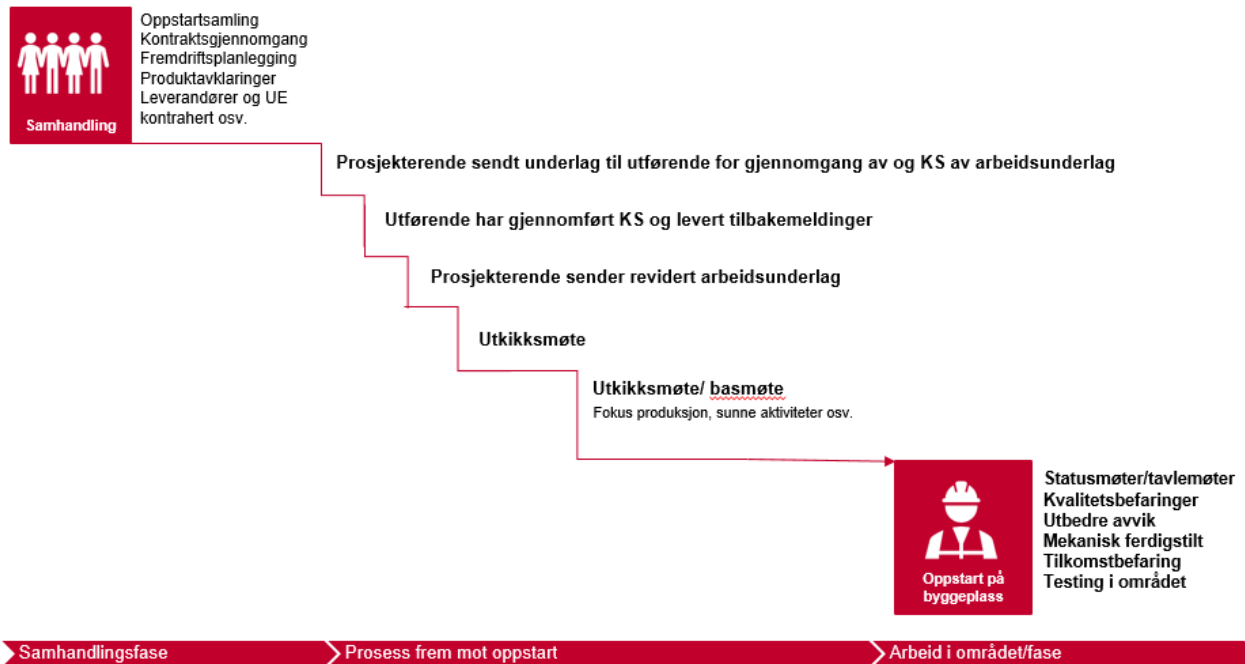 Samhandling
Oppstartsamling
Kontraktsgjennomgang
Fremdriftsplanlegging
Produktavklaringer
Leverandører og UE
kontrahert osv.
Prosjekterende sendt underlag til utførende for gjennomgang av og KS av arbeidsunderlag
Utførende har gjennomført KS og levert tilbakemeldinger
Prosjekterende sender revidert arbeidsunderlag
Utkikksmøte
Utkikksmøte/ basmøte
Fokus produksjon, sunne aktiviteter osv.
Oppstart på
byggeplass
Statusmøter/tavlemøter
Kvalitetsbefaringer
Utbedre avvik
Mekanisk ferdigstilt
Tilkomstbefaring
Testing i området
Samhandlingsfase
Prosess frem mot oppstart
Arbeid i området/fase